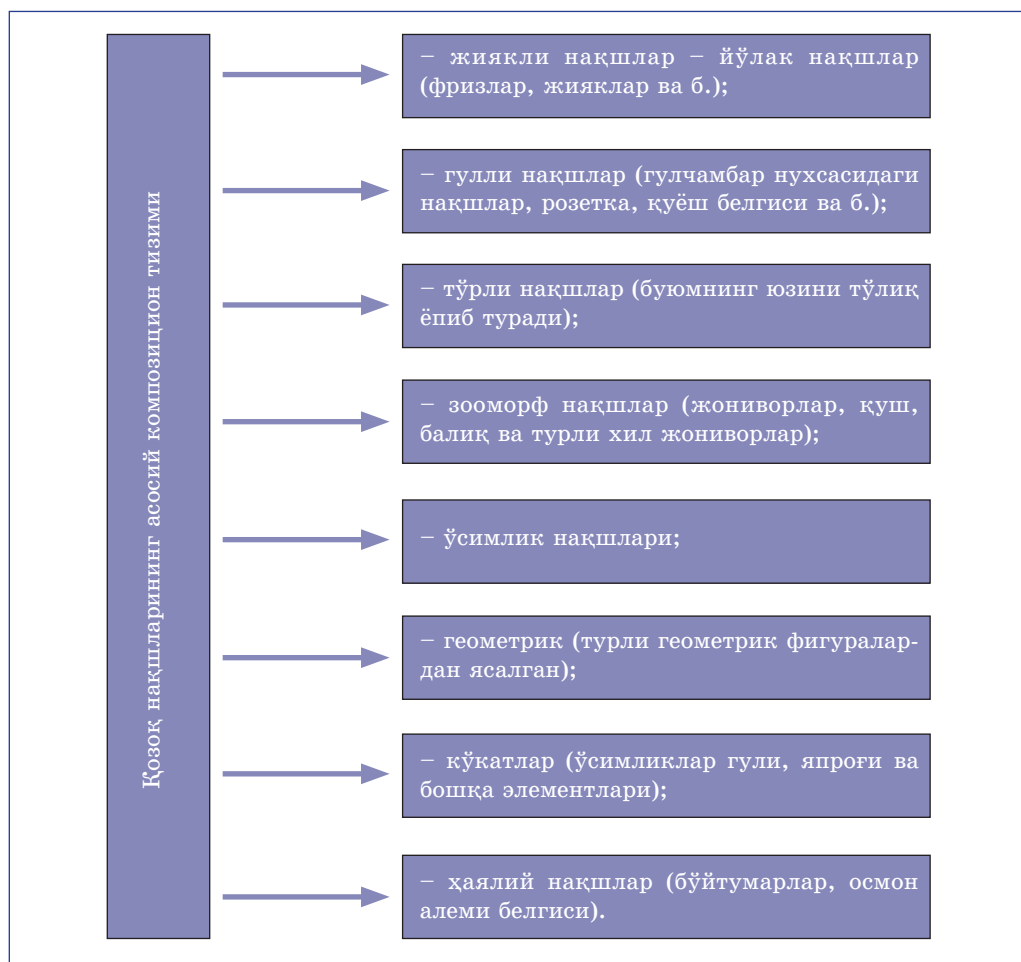 Қозоқ нақшларининг асосий композицион тизими
– жиякли нақшлар – йўлак нақшлар
(фризлар, жияклар ва б.);
– гулли нақшлар (гулчамбар нухсасидаги
нақшлар, розетка, қуёш белгиси ва б.);
– тўрли нақшлар (буюмнинг юзини тўлиқ
ёпиб туради);
– зооморф нақшлар (жониворлар, қуш,
балиқ ва турли хил жониворлар);
– ўсимлик нақшлари;
– геометрик (турли геометрик фигуралар-
дан ясалган);
– кўкатлар (ўсимликлар гули, япроғи ва
бошқа элементлари);
– ҳаялий нақшлар (бўйтумарлар, осмон
алеми белгиси).